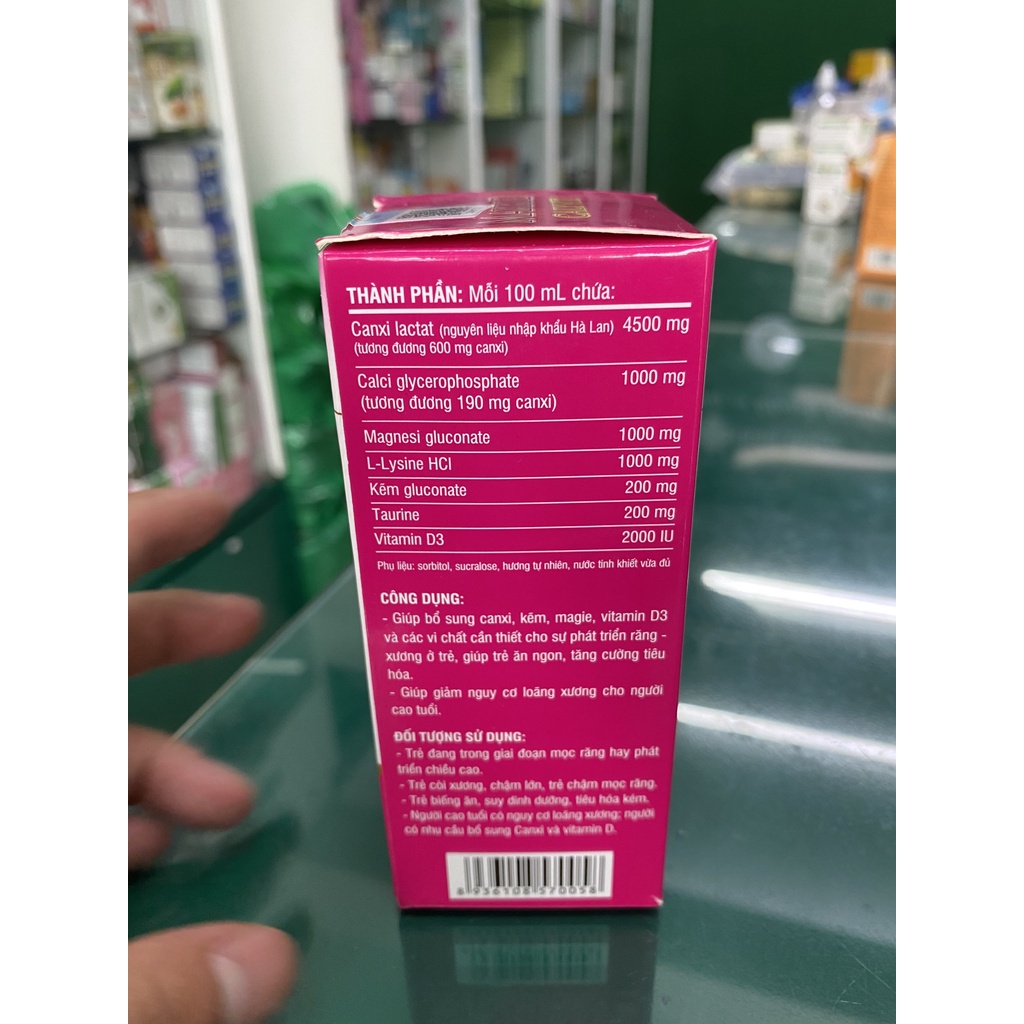 THÀNH PHẦN: Mỗi 100 mL chứa:
Canxi lactat (nguyên liệu nhập khẩu Hà Lan) 4500 mg
(tương đương 600 mg canxi)
Calci glycerophosphate 1000 mg
(tương đương 190 mg canxi)
Magnesi gluconate 1000 mg
L-Lysine HCl 1000 mg
Kẽm gluconate 200 mg
Taurine 200 mg
Vitamin D3 2000 IU
Phụ liệu: sorbitol, sucralose, hương tự nhiên, nước tinh khiết vừa đủ
CÔNG DỤNG:
- Giúp bổ sung canxi, kẽm, magie, vitamin D3
và các vi chất cần thiết cho sự phát triển răng -
xương ở trẻ, giúp trẻ ăn ngon, tăng cường tiêu
hóa.
- Giúp giảm nguy cơ loãng xương cho người
cao tuổi.
ĐỐI TƯỢNG SỬ DỤNG:
- Trẻ đang trong giai đoạn mọc răng hay phát
triển chiều cao.
- Trẻ còi xương, chậm lớn, trẻ chậm mọc răng.
- Trẻ biếng ăn, suy dinh dưỡng, tiêu hóa kém.
- Người cao tuổi có nguy cơ loãng xương; người
có nhu cầu bổ sung Canxi và vitamin D.
8 936108 570058